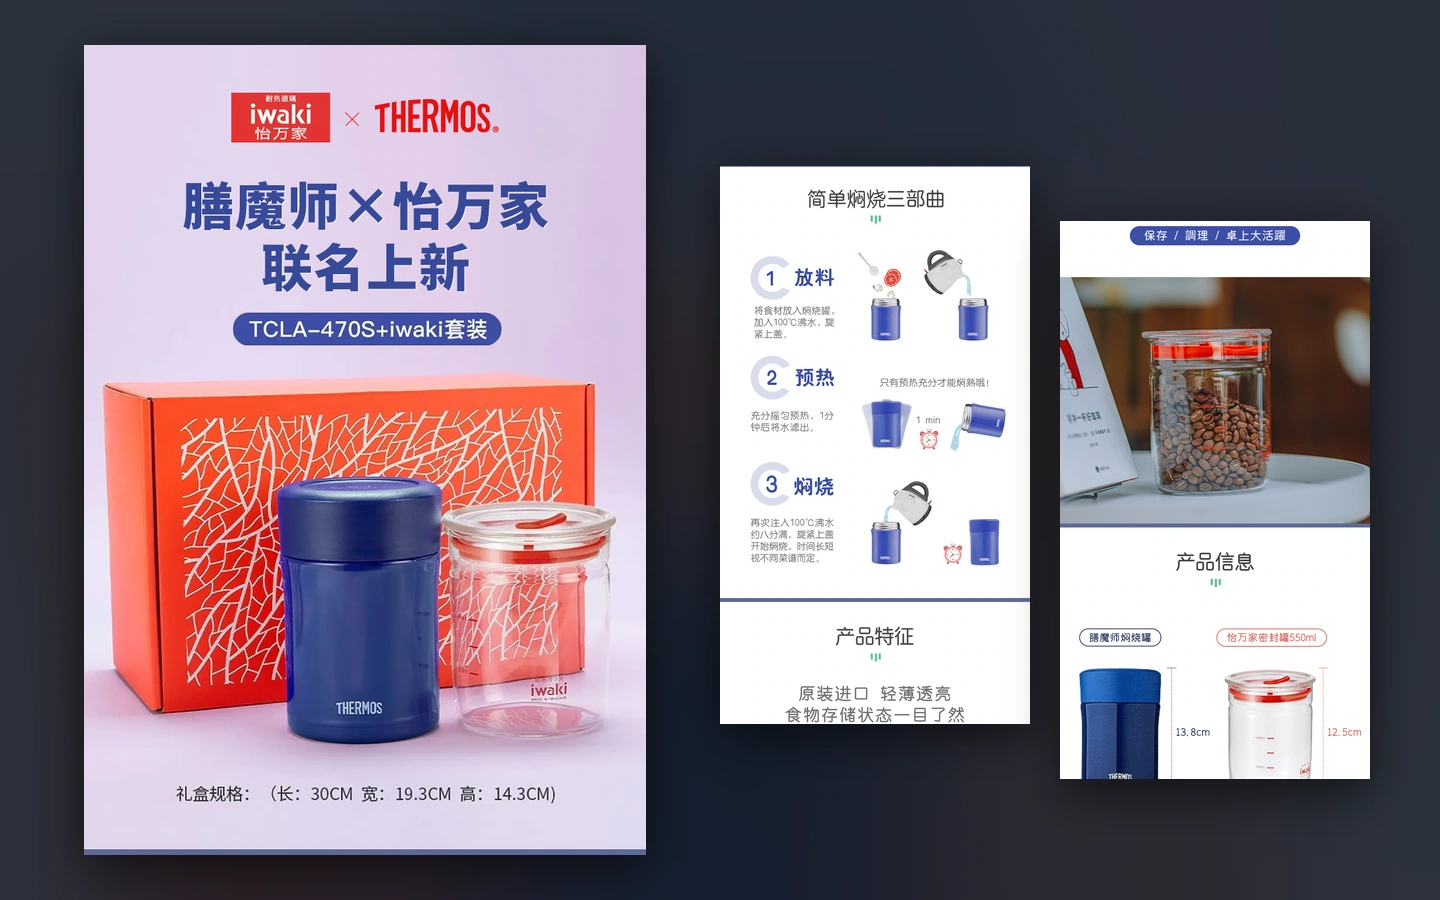 耐热玻璃
iwaki
怡万家
×
THERMOS®
膳魔师×怡万家
联名上新
TCLA-470S+iwaki套装
iwaki
THERMOS
礼盒规格：（长：30CM 宽：19.3CM 高：14.3CM)
简单焖烧三部曲
1 放料
将食材放入焖烧罐，
加入100℃沸水，旋
紧上盖。
2 预热
只有预热充分才能焖熟哦!
充分摇匀预热，1分
钟后将水滤出。
1 min
3 焖烧
再次注入100℃沸水
约八分满，旋紧上盖
开始焖烧，时间长短
视不同菜谱而定。
产品特征
原装进口 轻薄透亮
食物存储状态一目了然
保存 / 調理 / 卓上大活躍
产品信息
膳魔师焖烧罐
怡万家密封罐550ml
13.8cm
12.5cm
THERMOS